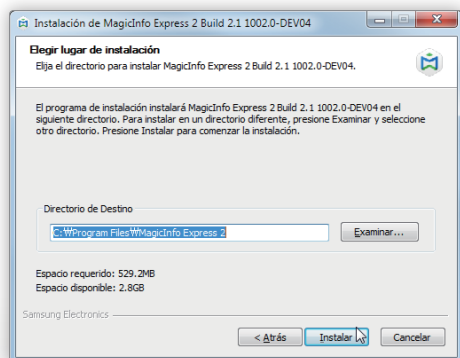 Instalación de MagicInfo Express 2 Build 2.1 1002.0-DEV04
Elegir lugar de instalación
Elija el directorio para instalar MagicInfo Express 2 Build 2.1 1002.0-DEV04.
El programa de instalación instalará MagicInfo Express 2 Build 2.1 1002.0-DEV04 en el
siguiente directorio. Para instalar en un directorio diferente, presione Examinar y seleccione
otro directorio. Presione Instalar para comenzar la instalación.
Directorio de Destino
C:₩Program Files₩MagicInfo Express 2
Examinar...
Espacio requerido: 529.2MB
Espacio disponible: 2.8GB
Samsung Electronics
< Atrás Instalar Cancelar